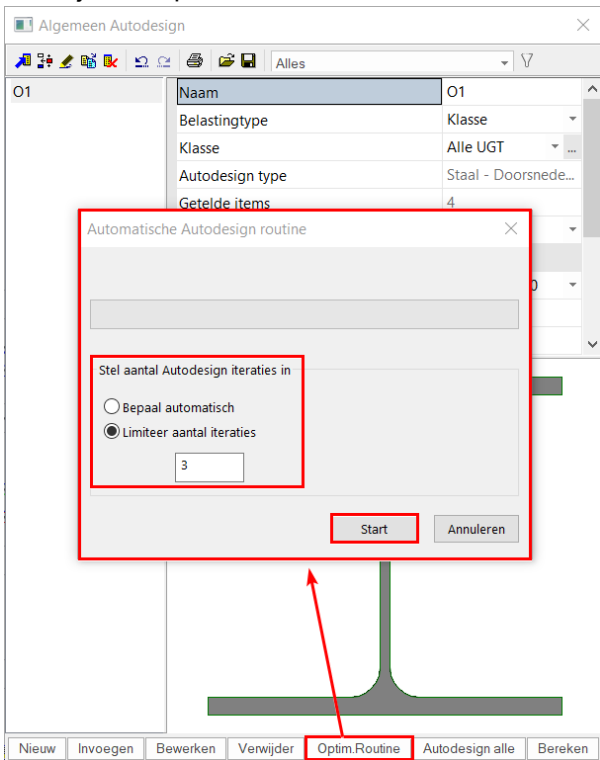 Algemeen Autodesign
Alles
O1
Naam O1
Belastingtype Klasse
Klasse Alle UGT ...
Autodesign type Staal - Doorsnede...
Getelde items 4
Automatische Autodesign routine
Stel aantal Autodesign iteraties in
Bepaal automatisch
Limiteer aantal iteraties
3
Start Annuleren
Nieuw Invoegen Bewerken Verwijder Optim.Routine Autodesign alle Bereken